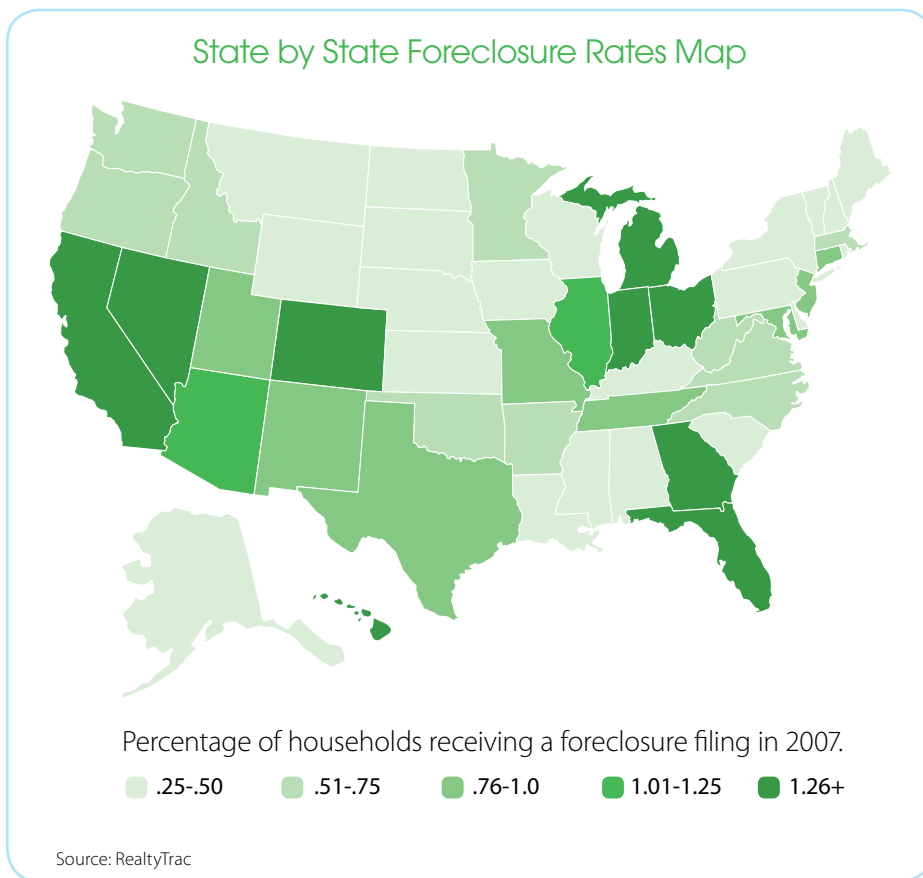 State by State Foreclosure Rates Map
Percentage of households receiving a foreclosure filing in 2007.
.25-.50 .51-.75 .76-1.0 1.01-1.25 1.26+
Source: RealtyTrac